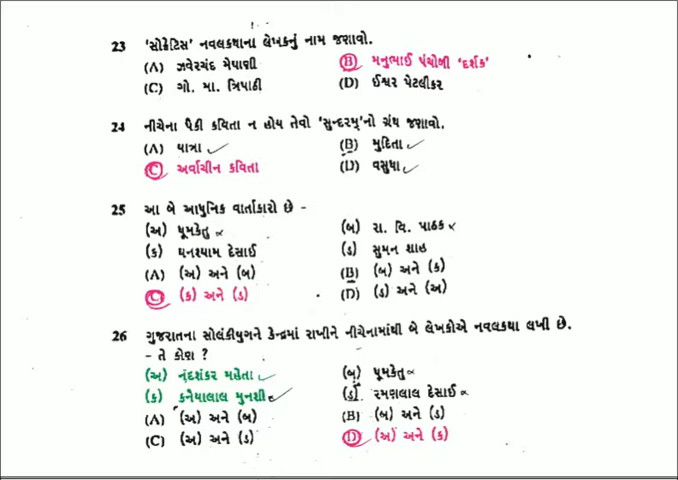 23 'સોક્રેટિસ' નવલકથાના લેખકનું નામ જણાવો.
(A) ઝવેરચંદ મેઘાણી (B) મનુભાઈ પંચોળી 'દર્શક'
(C) ગો. મા. ત્રિપાઠી (D) ઈશ્વર પેટલીકર
24 નીચેના પૈકી કવિતા ન હોય તેવો 'સુન્દરમ્'નો ગ્રંથ જણાવો.
(A) યાત્રા (B) મુદિતા
(C) અર્વાચીન કવિતા (D) વસુધા
25 આ બે આધુનિક વાર્તાકારો છે -
(અ) ધૂમકેતુ (બ) રા. વિ. પાઠક
(ક) ઘનશ્યામ દેસાઈ (ડ) સુમન શાહ
(A) (અ) અને (બ) (B) (બ) અને (ક)
(C) (ક) અને (ડ) (D) (ડ) અને (અ)
26 ગુજરાતના સોલંકીયુગને કેન્દ્રમાં રાખીને નીચેનામાંથી બે લેખકોએ નવલકથા લખી છે.
- તે કોણ ?
(અ) નંદશંકર મહેતા (બ) ધૂમકેતુ
(ક) કનૈયાલાલ મુનશી (ડ) રમણલાલ દેસાઈ
(A) (અ) અને (બ) (B) (બ) અને (ડ)
(C) (અ) અને (ડ) (D) (અ) અને (ક)